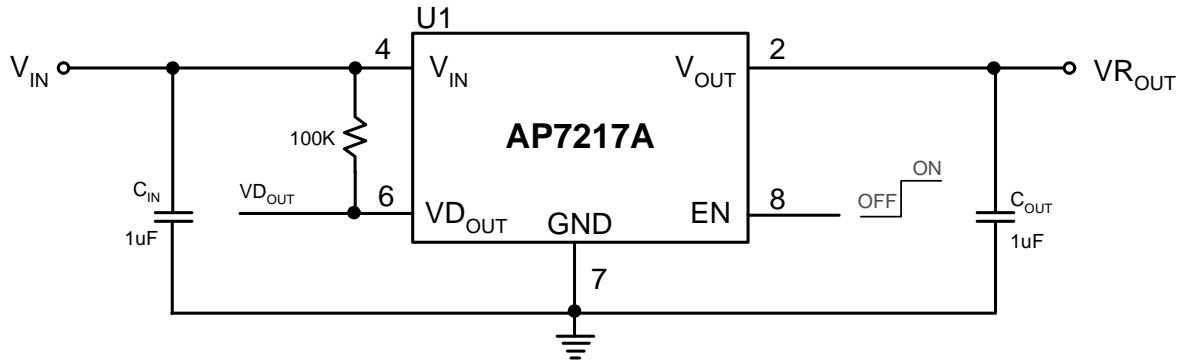 U1
V_IN
4
V_IN
V_OUT
2
VR_OUT
100K
AP7217A
C_IN
1uF
VD_OUT
6
VD_OUT
GND
EN
8
OFF
ON
C_OUT
1uF
7